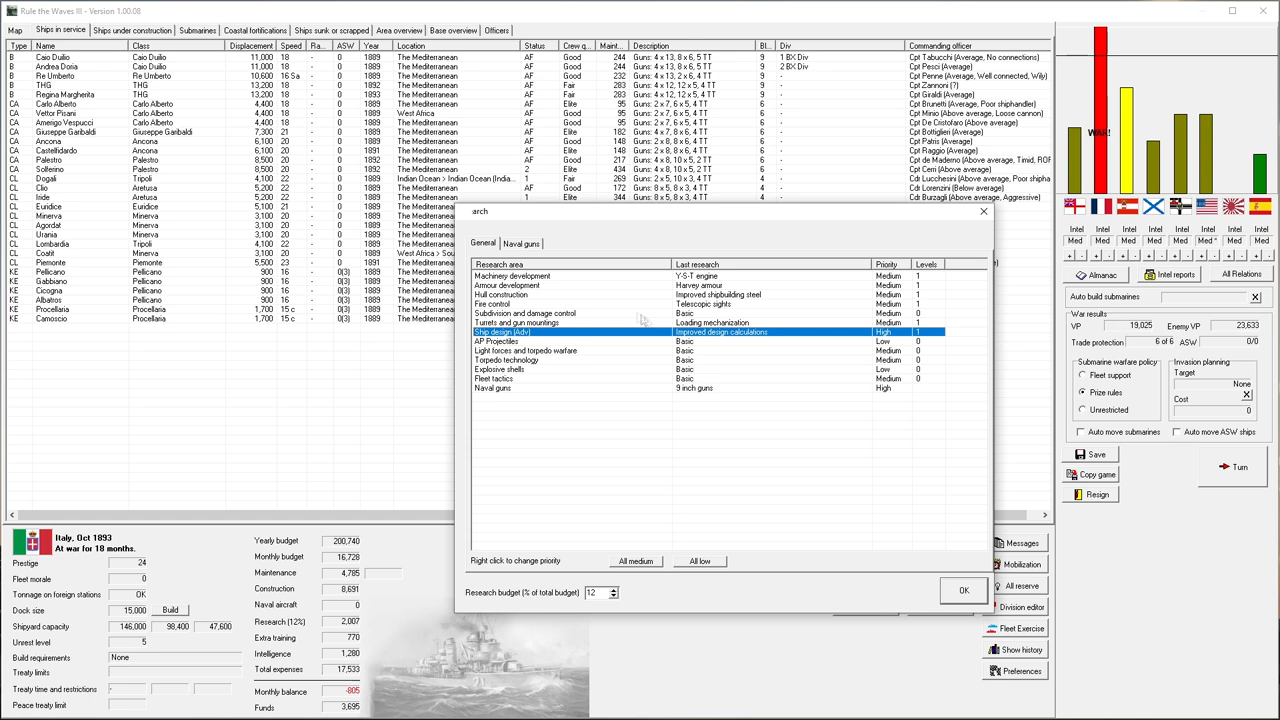 Rule the Waves III - Version 1.00.08
Map Ships in service Ships under construction Submarines Coastal fortifications Ships sunk or scrapped Area overview Base overview Officers
Type Name Class Displacement Speed Ra... ASW Year Location Status Crew q... Maint... Description Bl... Div Commanding officer
B Caio Duilio Caio Duilio 11,000 18 - 0 1889 The Mediterranean AF Good 244 4 x 13, 8 x 6, 5 TT 9 1 BX Div Cpt Tabucchi (Average, No connections)
B Andrea Doria Caio Duilio 11,000 18 - 0 1889 The Mediterranean AF Good 244 Guns: 4 x 13, 8 x 6, 5 TT 9 2 BX Div Cpt Pesci (Average)
B Re Umberto Re Umberto 10,600 16 Sa - 0 1889 The Mediterranean AF Good 232 Guns: 4 x 13, 2 x 6, 4 TT 9 - Cpt Penne (Average, Well connected, Wily)
B THG THG 13,200 18 - 0 1892 The Mediterranean AF Fair 283 Guns: 4 x 12, 12 x 5, 4 TT 9 - Cpt Zannoni (?)
B Regina Margherita THG 13,200 18 - 0 1893 The Mediterranean AF Fair 283 Guns: 4 x 12, 12 x 5, 4 TT 9 - Cpt Giraldi (Average)
CA Carlo Alberto Carlo Alberto 4,400 18 - 0 1889 The Mediterranean AF Elite 95 Guns: 2 x 7, 6 x 5, 4 TT 6 - Cpt Brunetti (Average, Poor shiphandler)
CA Vettor Pisani Carlo Alberto 4,400 18 - 0 1889 West Africa AF Good 95 Guns: 2 x 7, 6 x 5, 4 TT 6 - Cpt Minio (Above average, Loose cannon)
CA Amerigo Vespucci Carlo Alberto 4,400 18 - 0 1889 The Mediterranean AF Good 95 Guns: 2 x 7, 6 x 5, 4 TT 6 - Cpt De Cristofaro (Above average)
CA Giuseppe Garibaldi Giuseppe Garibaldi 7,300 21 - 0 1889 The Mediterranean AF Elite 182 Guns: 4 x 8, 6 x 5, 4 TT 6 - Cpt Bottiglieri (Average)
CA Ancona Ancona 6,100 20 - 0 1889 The Mediterranean AF Good 148 Guns: 2 x 8, 8 x 6, 4 TT 6 - Cpt Patris (Average)
CA Castelfidardo Ancona 6,100 20 - 0 1891 The Mediterranean AF Good 148 Guns: 2 x 8, 8 x 6, 4 TT 6 - Cpt Raggio (Average)
CA Palestro Palestro 8,500 20 - 0 1892 The Mediterranean AF Fair 217 Guns: 4 x 8, 10 x 5, 2 TT 6 - Cpt de Maderno (Above average, Timid, ROF
CA Solferino Palestro 8,500 20 - 0 1892 The Mediterranean 2 Elite 434 Guns: 4 x 8, 10 x 5, 2 TT 6 - Cpt Cerri (Above average)
CL Dogali Tripoli 4,100 22 - 0 1889 Indian Ocean > Indian Ocean (India... 1 Fair 269 Guns: 2 x 6, 5 x 5, 2 TT 4 - Cdr Lucchesini (Average, Poor shipha
CL Clio Aretusa 5,200 22 - 0 1889 The Mediterranean AF Good 172 Guns: 8 x 5, 8 x 3, 4 TT 4 - Cdr Lorenzini (Below average)
CL Iride Aretusa 5,200 22 - 0 1889 The Mediterranean 1 Elite 344 Guns: 8 x 5, 8 x 3, 4 TT 4 - Cdr Burzagli (Above average, Aggressive)
CL Euridice Euridice 5,100 21 - 0 1889 The Mediterranean
CL Minerva Minerva 3,100 20 - 0 1889 The Mediterranean
CL Agordat Minerva 3,100 20 - 0 1889 The Mediterranean
CL Urania Minerva 3,100 20 - 0 1889 The Mediterranean
CL Lombardia Tripoli 4,100 22 - 0 1889 The Mediterranean
CL Coatit Minerva 3,100 20 - 0 1889 West Africa > Sou
CL Piemonte Piemonte 5,500 21 - 0 1891 The Mediterranean
KE Pellicano Pellicano 900 16 - 0(3) 1889 The Mediterranean
KE Gabbiano Pellicano 900 16 - 0(3) 1889 The Mediterranean
KE Cicogna Pellicano 900 16 - 0(3) 1889 The Mediterranean
KE Albatros Pellicano 900 16 - 0(3) 1889 The Mediterranean
KE Procellaria Procellaria 1,700 15 c - 0(3) 1889 The Mediterranean
KE Camoscio Procellaria 1,700 15 c - 0(3) 1889 The Mediterranean
arch
General Naval guns
Research area Last research Priority Levels
Machinery development Y-S-T engine Medium 1
Armour development Harvey armour Medium 1
Hull construction Improved shipbuilding steel Medium 1
Fire control Telescopic sights Medium 1
Subdivision and damage control Basic Medium 0
Turrets and gun mountings Loading mechanization Medium 1
Ship design (Adv) Improved design calculations High 1
AP Projectiles Basic Low 0
Light forces and torpedo warfare Basic Medium 0
Torpedo technology Basic Medium 0
Explosive shells Basic Low 0
Fleet tactics Basic Medium 0
Naval guns 9 inch guns High
Right click to change priority All medium All low
Research budget (% of total budget) 12 OK
WAR!
Intel Intel Intel Intel Intel Intel Intel Intel
Med Med Med Med Med Med * Med Med
+ - + - + - + - + - + - + - + -
Almanac Intel reports All Relations
Auto build submarines X
War results
VP 19,025 Enemy VP 23,633
Trade protection 6 of 6 ASW 0/0
Submarine warfare policy
Fleet support
Prize rules
Unrestricted
Invasion planning
Target
None
Cost X
0
Auto move submarines Auto move ASW ships
Save
Copy game
Resign
Turn
Italy, Oct 1893
At war for 18 months.
Prestige 24
Fleet morale 0
Tonnage on foreign stations OK
Dock size 15,000 Build
Shipyard capacity 146,000 98,400 47,600
Unrest level 5
Build requirements None
Treaty limits
Treaty time and restrictions -
Peace treaty limit
Yearly budget 200,740
Monthly budget 16,728
Maintenance 4,785
Construction 8,691
Naval aircraft 0
Research (12%) 2,007
Extra training 770
Intelligence 1,280
Total expenses 17,533
Monthly balance -805
Funds 3,695
Messages
Mobilization
All reserve
Division editor
Fleet Exercise
Show history
Preferences